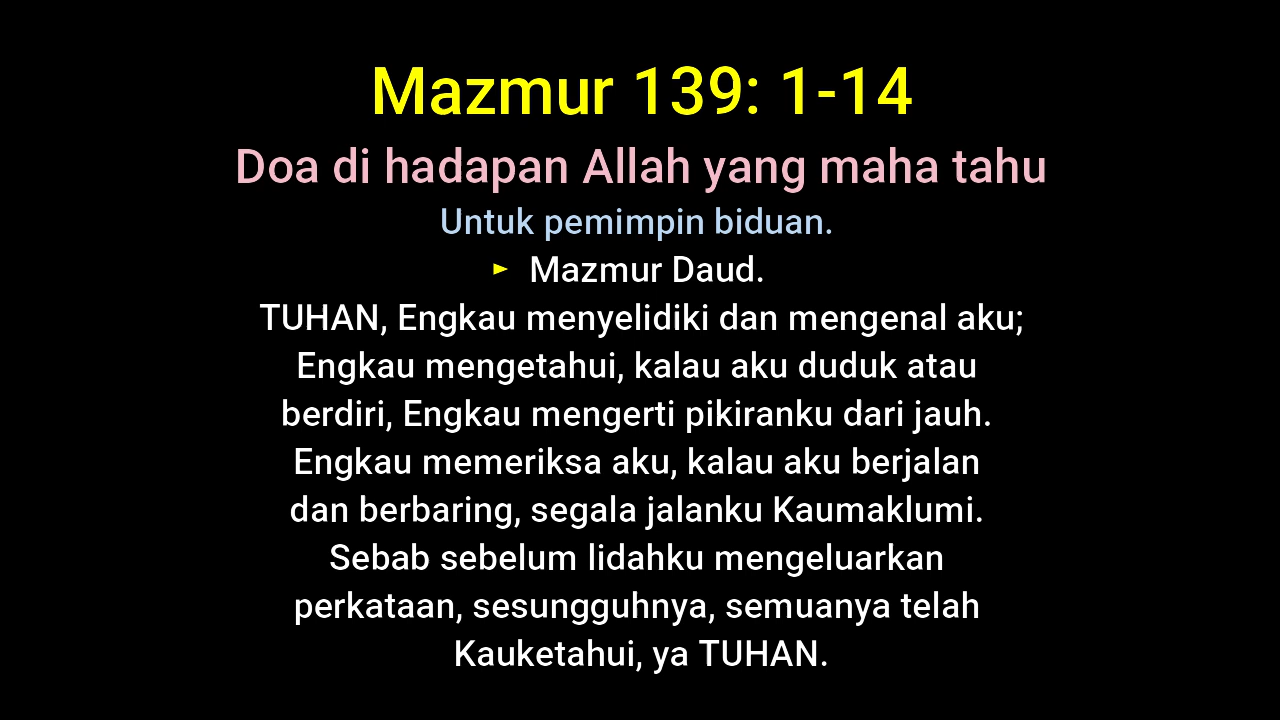 Mazmur 139: 1-14
Doa di hadapan Allah yang maha tahu
Untuk pemimpin biduan.
► Mazmur Daud.
TUHAN, Engkau menyelidiki dan mengenal aku;
Engkau mengetahui, kalau aku duduk atau
berdiri, Engkau mengerti pikiranku dari jauh.
Engkau memeriksa aku, kalau aku berjalan
dan berbaring, segala jalanku Kaumaklumi.
Sebab sebelum lidahku mengeluarkan
perkataan, sesungguhnya, semuanya telah
Kauketahui, ya TUHAN.